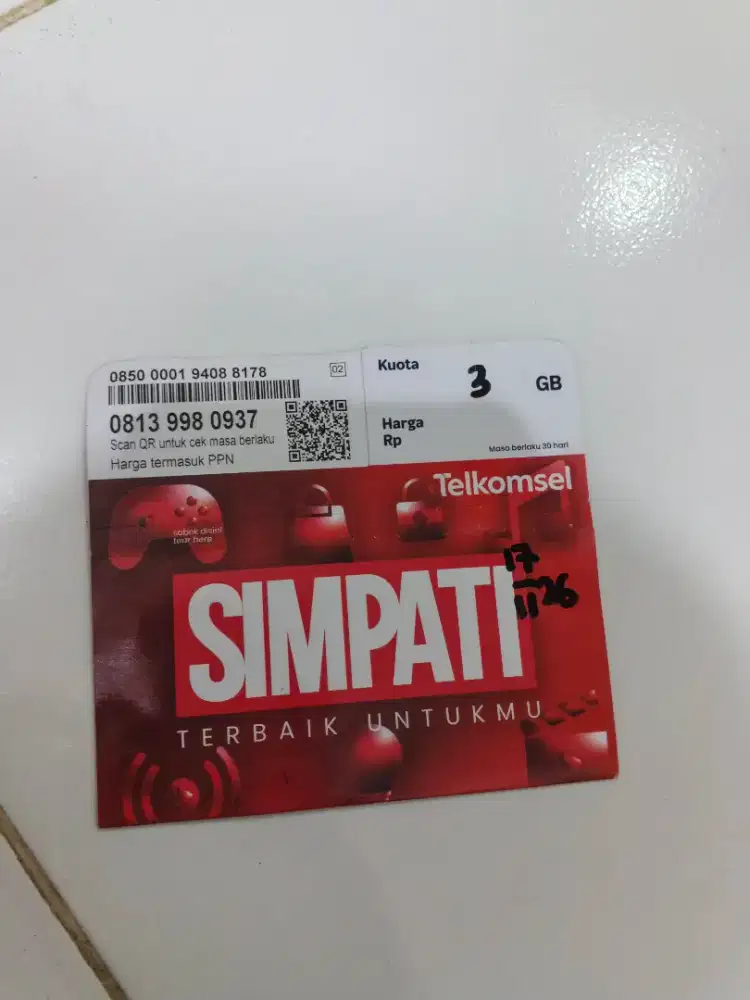 0850 0001 9408 8178
02
0813 998 0937
Scan QR untuk cek masa berlaku
Harga termasuk PPN
Kuota 3 GB
Harga
Rp
Masa berlaku 30 hari
Telkomsel
sobek disini
tear here
17
11 26
SIMPATI
TERBAIK UNTUKMU